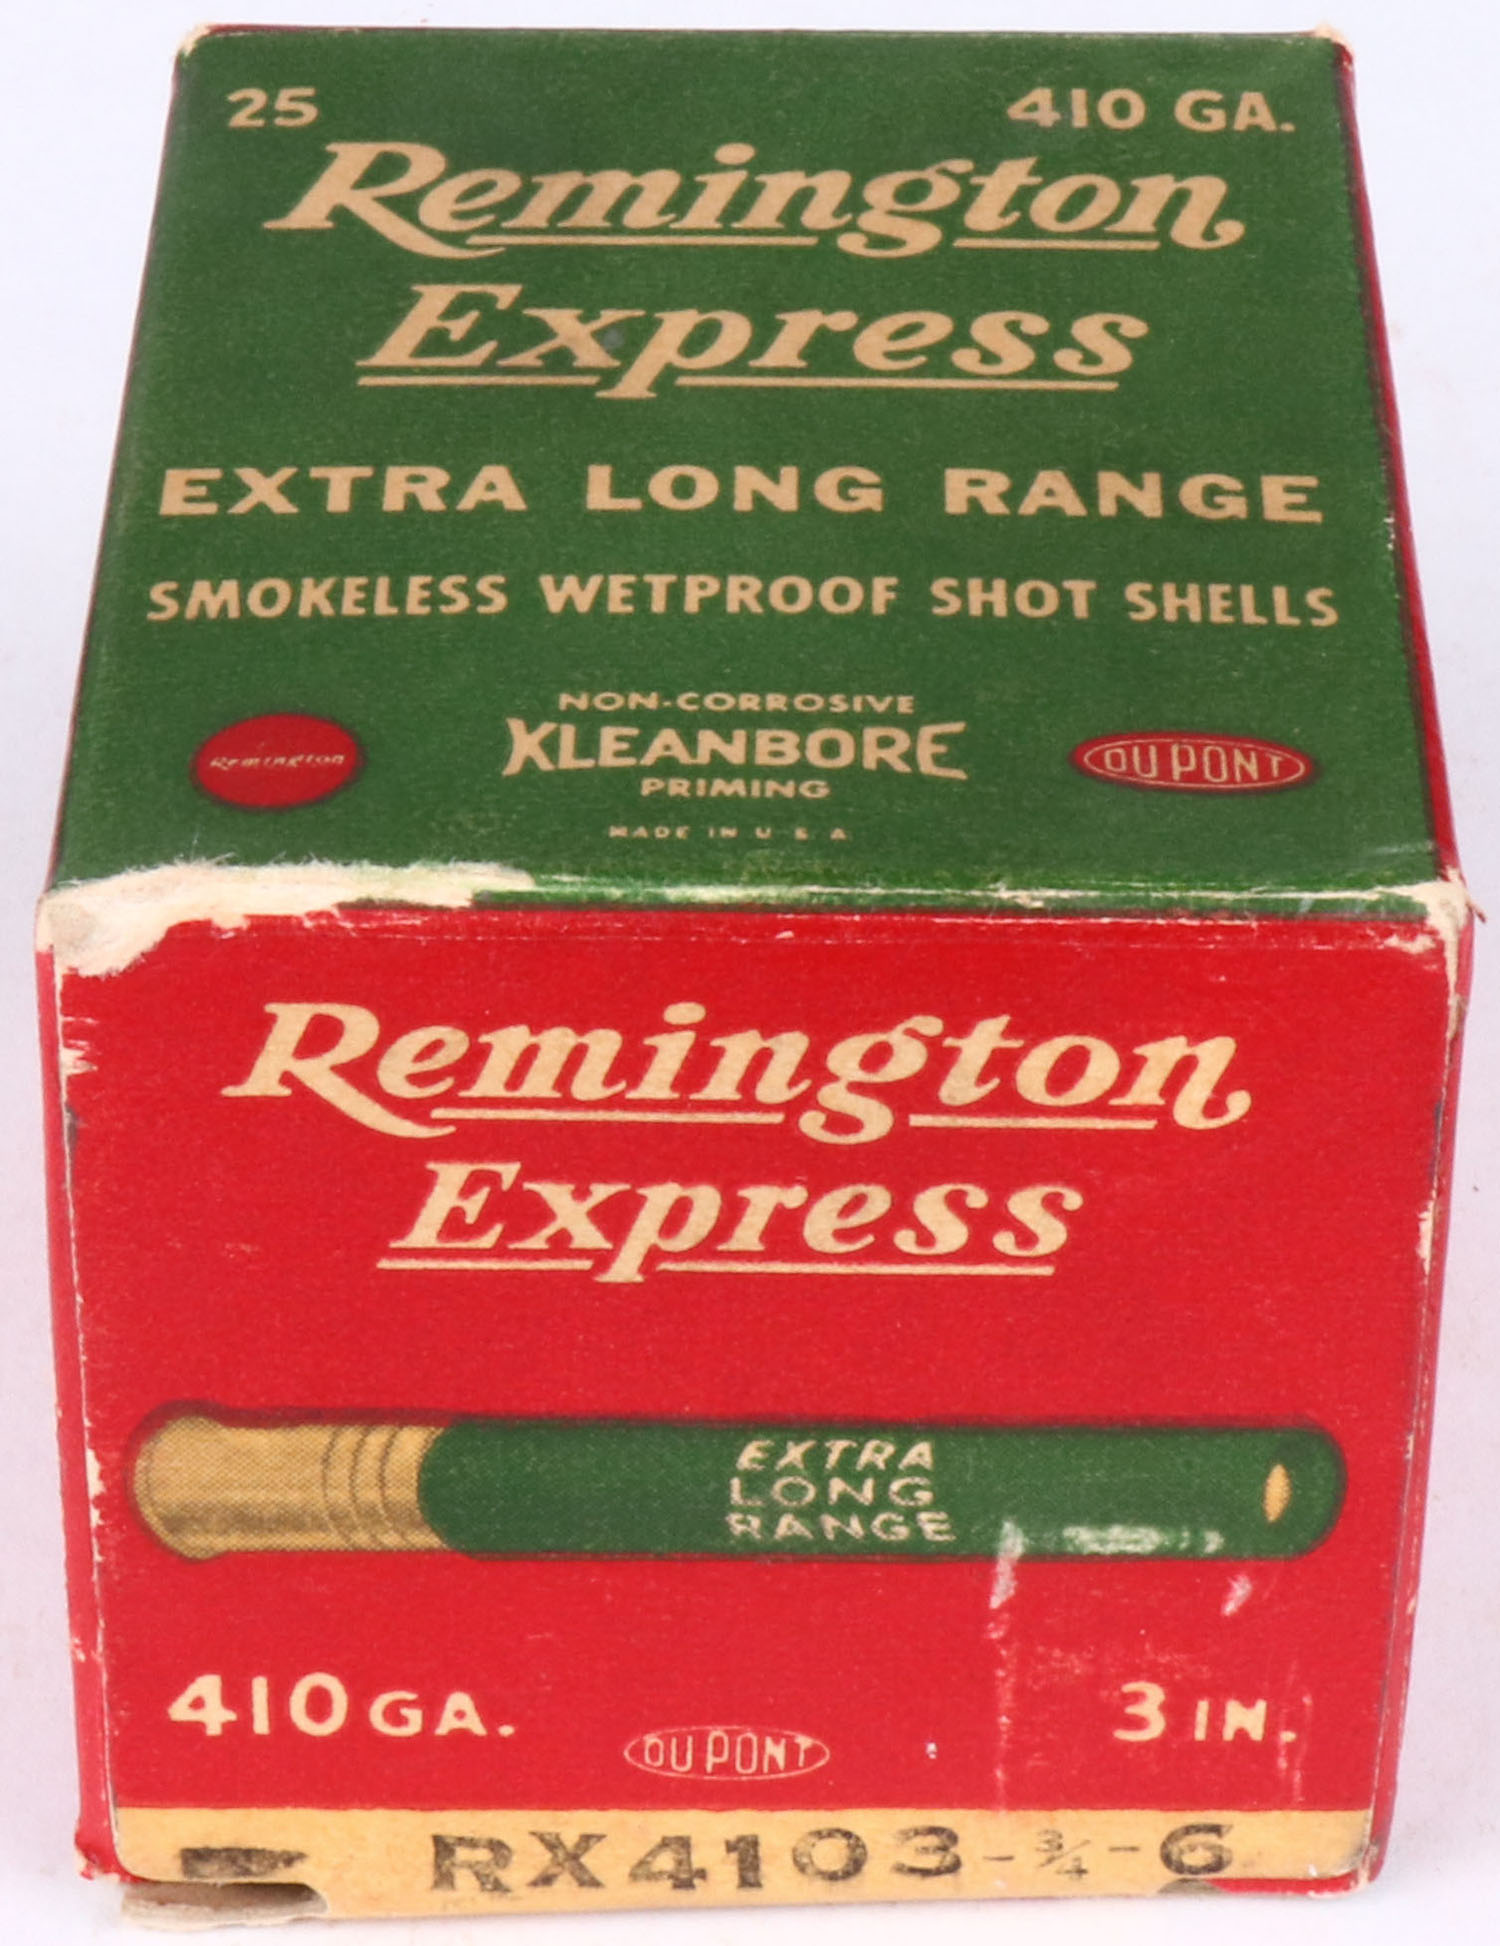 25 410 GA.
Remington
Express
EXTRA LONG RANGE
SMOKELESS WETPROOF SHOT SHELLS
NON-CORROSIVE
Remington KLEANBORE DU PONT
PRIMING
MADE IN U.S.A
Remington
Express
EXTRA
LONG
RANGE
410 GA. 3 IN.
DU PONT
RX4103-¾-6